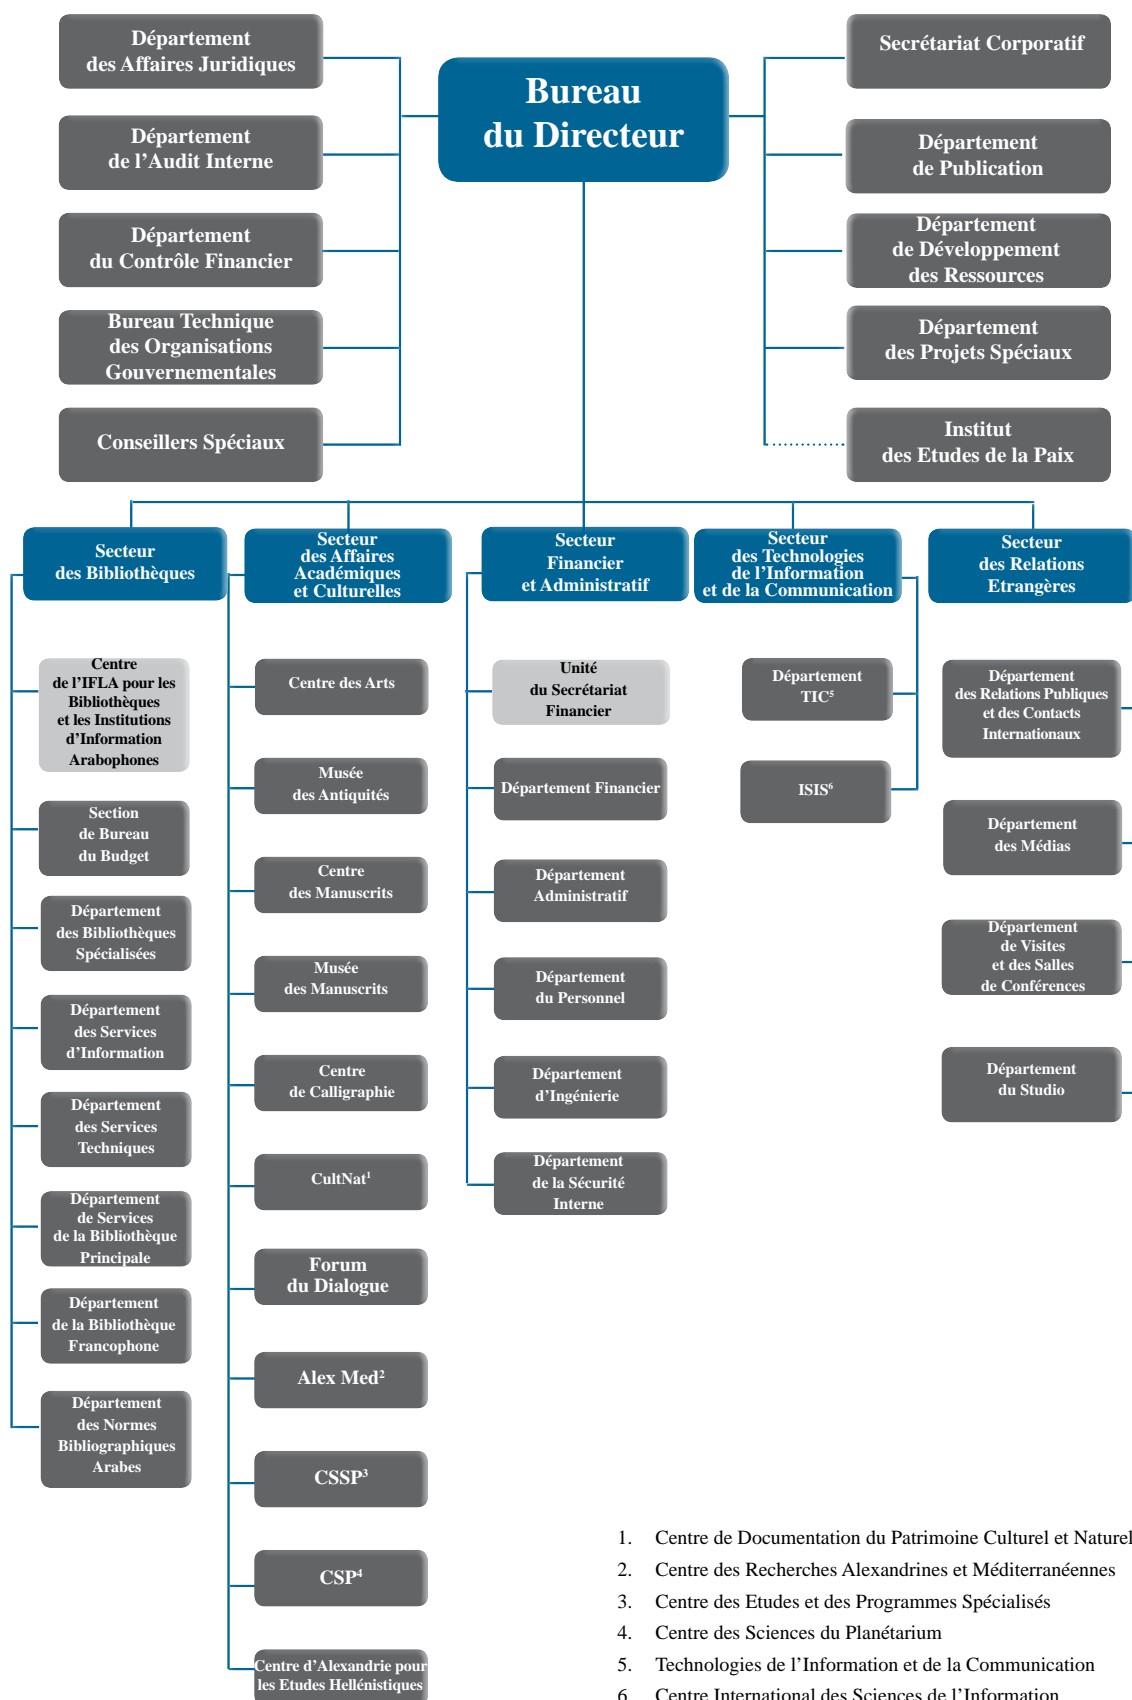 Département
des Affaires Juridiques
Département
de l'Audit Interne
Département
du Contrôle Financier
Bureau Technique
des Organisations
Gouvernementales
Conseillers Spéciaux
Bureau
du Directeur
Secrétariat Corporatif
Département
de Publication
Département
de Développement
des Ressources
Département
des Projets Spéciaux
Institut
des Etudes de la Paix
Secteur
des Bibliothèques
Secteur
des Affaires
Académiques
et Culturelles
Secteur
Financier
et Administratif
Secteur
des Technologies
de l'Information
et de la Communication
Secteur
des Relations
Etrangères
Centre
de l'IFLA pour les
Bibliothèques
et les Institutions
d'Information
Arabophones
Section
de Bureau
du Budget
Département
des Bibliothèques
Spécialisées
Département
des Services
d'Information
Département
des Services
Techniques
Département
de Services
de la Bibliothèque
Principale
Département
de la Bibliothèque
Francophone
Département
des Normes
Bibliographiques
Arabes
Centre des Arts
Musée
des Antiquités
Centre
des Manuscrits
Musée
des Manuscrits
Centre
de Calligraphie
CultNat¹
Forum
du Dialogue
Alex Med²
CSSP³
CSP⁴
Centre d'Alexandrie pour
les Etudes Hellénistiques
Unité
du Secrétariat
Financier
Département Financier
Département
Administratif
Département
du Personnel
Département
d'Ingénierie
Département
de la Sécurité
Interne
Département
TIC⁵
ISIS⁶
Département
des Relations Publiques
et des Contacts
Internationaux
Département
des Médias
Département
de Visites
et des Salles
de Conférences
Département
du Studio
1. Centre de Documentation du Patrimoine Culturel et Naturel
2. Centre des Recherches Alexandrines et Méditerranéennes
3. Centre des Etudes et des Programmes Spécialisés
4. Centre des Sciences du Planétarium
5. Technologies de l'Information et de la Communication
6. Centre International des Sciences de l'Information